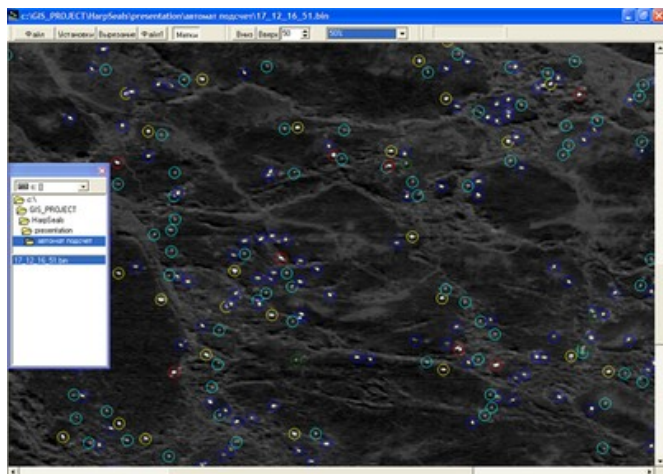 c:\GIS_PROJECT\HarpSeals\presentation\автомат подсчет\17_12_16_51.bin
Файл Установки Вырезание Файл1 Метки Вниз Вверх 50 50%
c: []
c:\
GIS_PROJECT
HarpSeals
presentation
автомат подсчет
17_12_16_51.bin